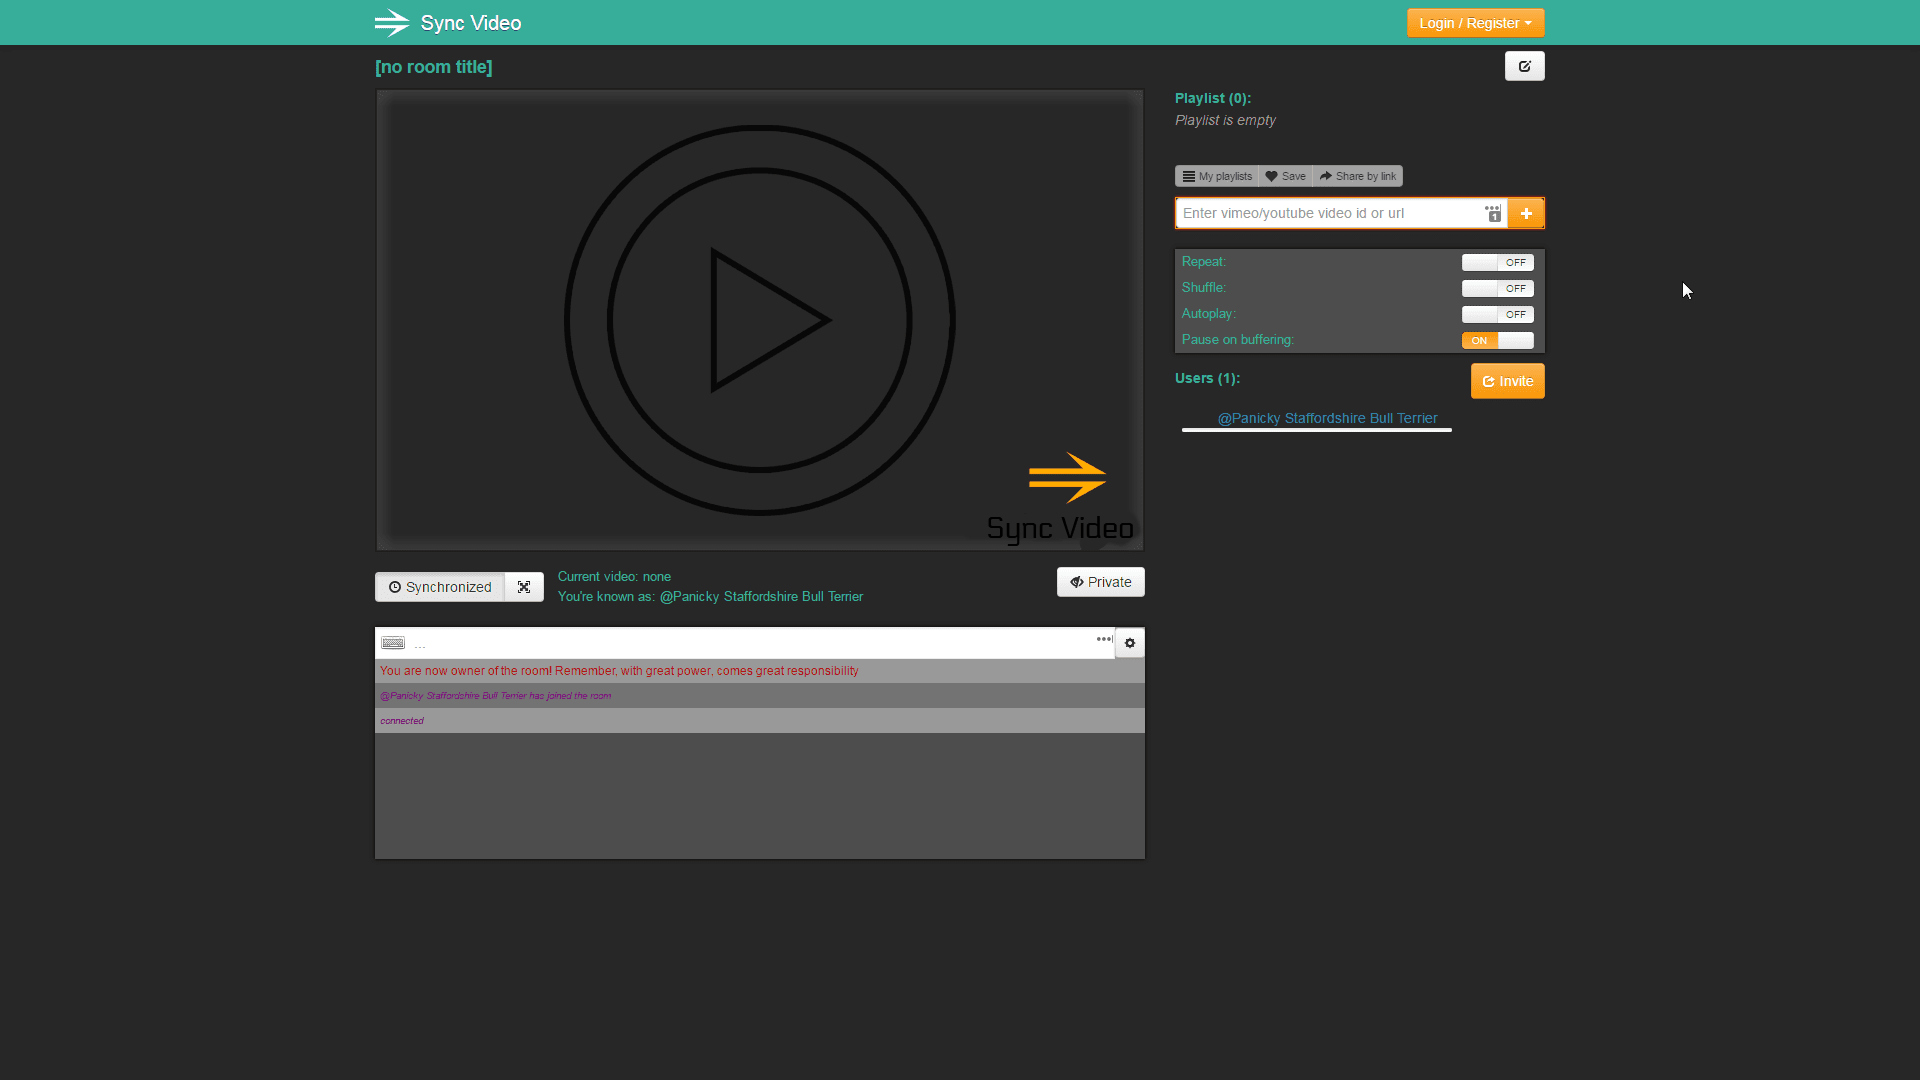 Sync Video
Login / Register
[no room title]
Playlist (0):
Playlist is empty
My playlists Save Share by link
Enter vimeo/youtube video id or url
1
Repeat: OFF
Shuffle: OFF
Autoplay: OFF
Pause on buffering: ON
Users (1): Invite
@Panicky Staffordshire Bull Terrier
Sync Video
Synchronized
Current video: none
You're known as: @Panicky Staffordshire Bull Terrier
Private
...
You are now owner of the room! Remember, with great power, comes great responsibility
@Panicky Staffordshire Bull Terrier has joined the room
connected